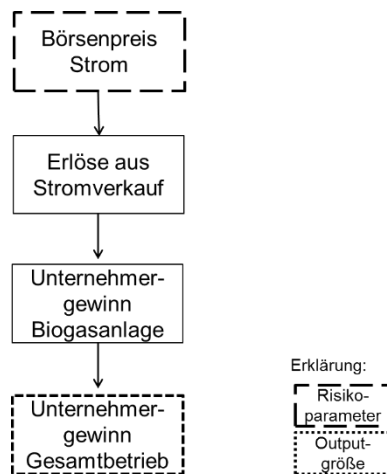 Börsenpreis
Strom
Erlöse aus
Stromverkauf
Unternehmer-
gewinn
Biogasanlage
Unternehmer-
gewinn
Gesamtbetrieb
Erklärung:
Risiko-
parameter
Output-
größe